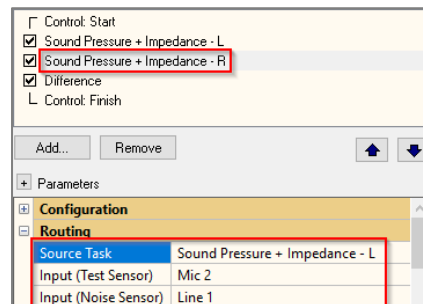 Control: Start
Sound Pressure + Impedance - L
Sound Pressure + Impedance - R
Difference
Control: Finish
Add... Remove
Parameters
Configuration
Routing
Source Task Sound Pressure + Impedance - L
Input (Test Sensor) Mic 2
Input (Noise Sensor) Line 1